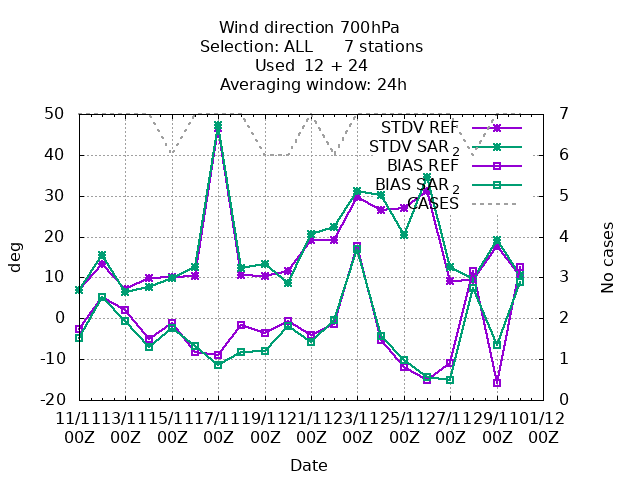 Wind direction 700hPa
Selection: ALL      7 stations
Used  12 + 24
Averaging window: 24h
50 7
STDV REF
STDV SAR 2
40 6
BIAS REF
BIAS SAR 2
30 5
CASES
20 4
deg
No cases
10 3
0 2
-10 1
-20 0
11/11 13/11 15/11 17/11 19/11 21/11 23/11 25/11 27/11 29/11 01/12
00Z 00Z 00Z 00Z 00Z 00Z 00Z 00Z 00Z 00Z 00Z
Date